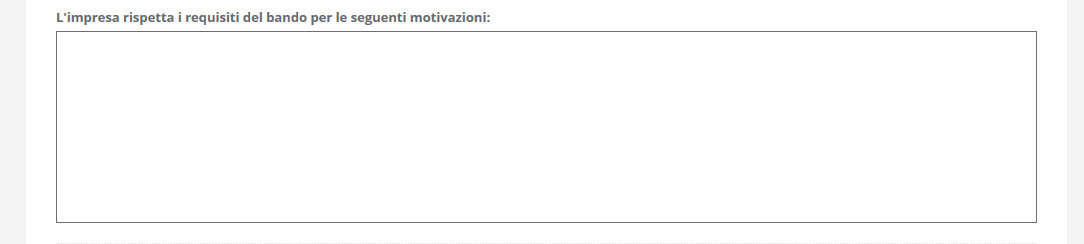 L'impresa rispetta i requisiti del bando per le seguenti motivazioni: